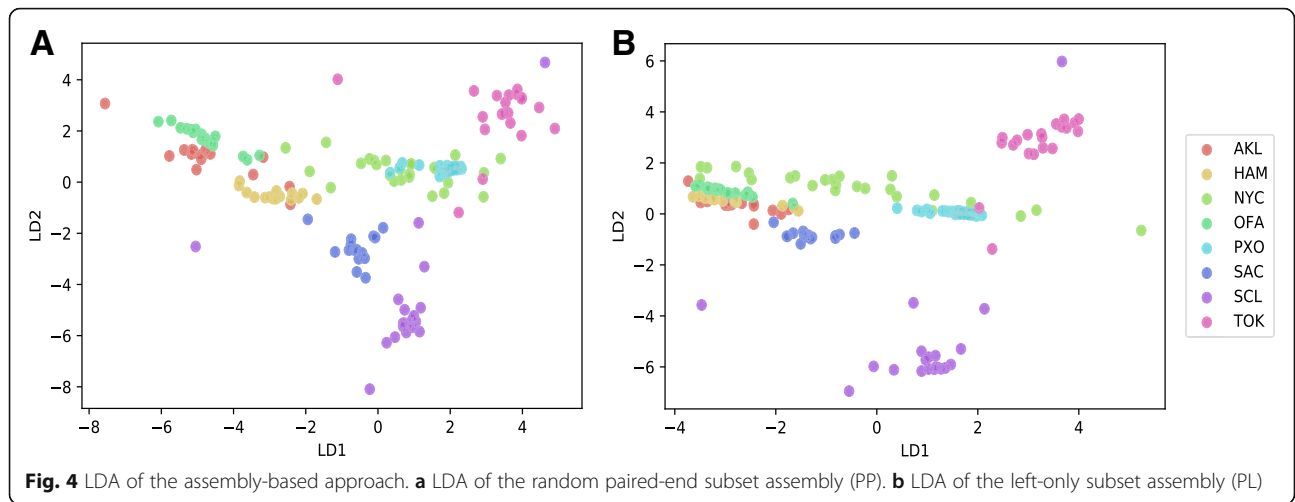 A
4
2
0
−2
−4
−6
−8
LD2
−8 −6 −4 −2 0 2 4
LD1
B
6
4
2
0
−2
−4
−6
LD2
−4 −2 0 2 4
LD1
AKL
HAM
NYC
OFA
PXO
SAC
SCL
TOK
Fig. 4 LDA of the assembly-based approach. a LDA of the random paired-end subset assembly (PP). b LDA of the left-only subset assembly (PL)